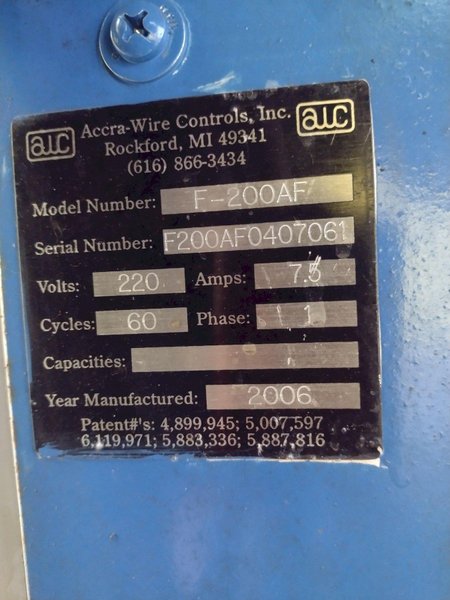 awc Accra-Wire Controls, Inc. awc
Rockford, MI 49341
(616) 866-3434
Model Number: F-200AF
Serial Number: F200AF0407061
Volts: 220 Amps: 7.5
Cycles: 60 Phase: 1
Capacities:
Year Manufactured: 2006
Patent#'s: 4,899,945; 5,007,597
6,119,971; 5,883,336; 5,887,816